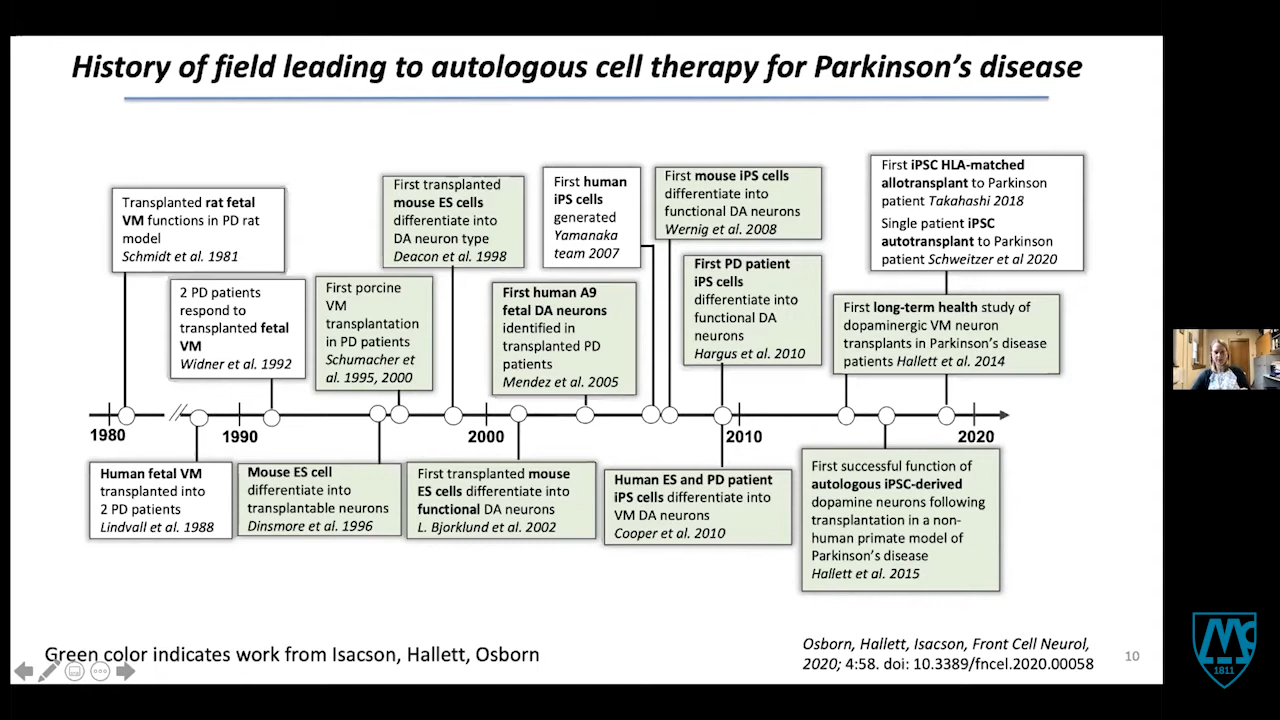 History of field leading to autologous cell therapy for Parkinson's disease
Transplanted rat fetal
VM functions in PD rat
model
Schmidt et al. 1981
2 PD patients
respond to
transplanted fetal
VM
Widner et al. 1992
First porcine
VM
transplantation
in PD patients
Schumacher et
al. 1995, 2000
First transplanted
mouse ES cells
differentiate into
DA neuron type
Deacon et al. 1998
First human A9
fetal DA neurons
identified in
transplanted PD
patients
Mendez et al. 2005
First human
iPS cells
generated
Yamanaka
team 2007
First mouse iPS cells
differentiate into
functional DA neurons
Wernig et al. 2008
First PD patient
iPS cells
differentiate into
functional DA
neurons
Hargus et al. 2010
First iPSC HLA-matched
allotransplant to Parkinson
patient Takahashi 2018
Single patient iPSC
autotransplant to Parkinson
patient Schweitzer et al 2020
First long-term health study of
dopaminergic VM neuron
transplants in Parkinson's disease
patients Hallett et al. 2014
1980
1990
2000
2010
2020
Human fetal VM
transplanted into
2 PD patients
Lindvall et al. 1988
Mouse ES cell
differentiate into
transplantable neurons
Dinsmore et al. 1996
First transplanted mouse
ES cells differentiate into
functional DA neurons
L. Bjorklund et al. 2002
Human ES and PD patient
iPS cells differentiate into
VM DA neurons
Cooper et al. 2010
First successful function of
autologous iPSC-derived
dopamine neurons following
transplantation in a non-
human primate model of
Parkinson's disease
Hallett et al. 2015
Green color indicates work from Isacson, Hallett, Osborn
Osborn, Hallett, Isacson, Front Cell Neurol,
2020; 4:58. doi: 10.3389/fncel.2020.00058
10
1811